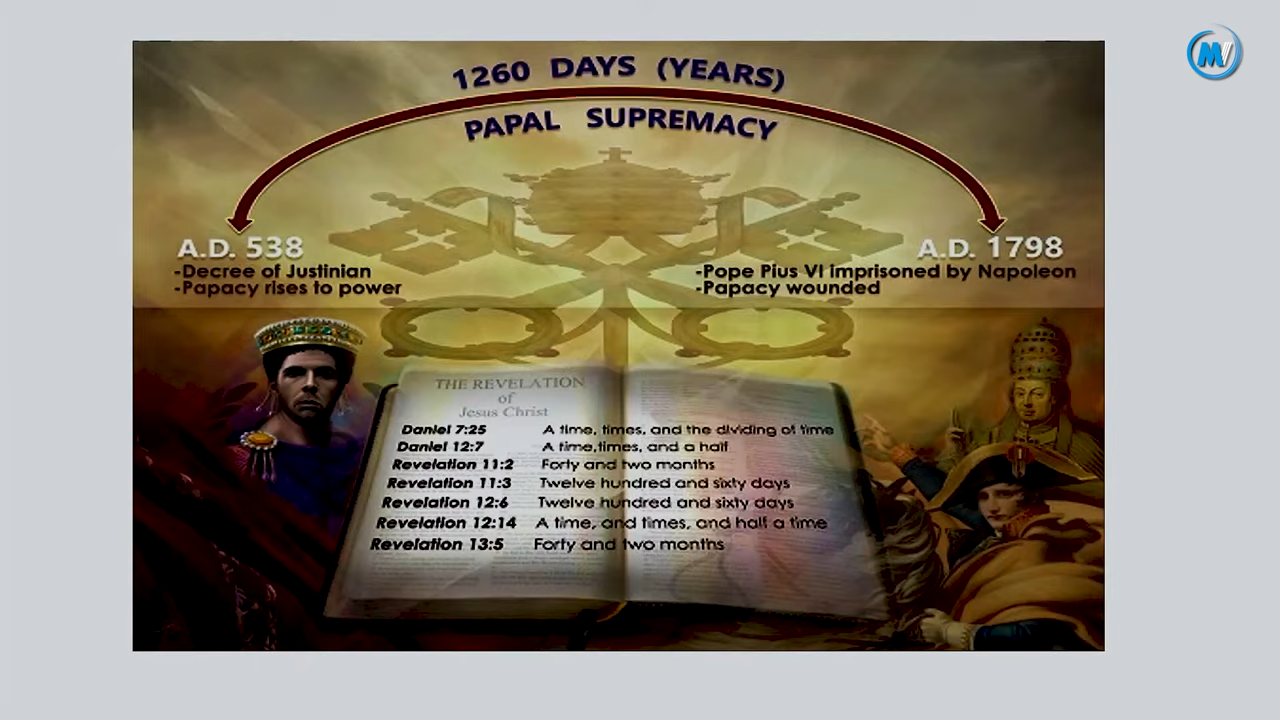 1260 DAYS (YEARS)
PAPAL SUPREMACY
A.D. 538
-Decree of Justinian
-Papacy rises to power
A.D. 1798
-Pope Pius VI imprisoned by Napoleon
-Papacy wounded
THE REVELATION
of
Jesus Christ
Daniel 7:25 A time, times, and the dividing of time
Daniel 12:7 A time,times, and a half
Revelation 11:2 Forty and two months
Revelation 11:3 Twelve hundred and sixty days
Revelation 12:6 Twelve hundred and sixty days
Revelation 12:14 A time, and times, and half a time
Revelation 13:5 Forty and two months